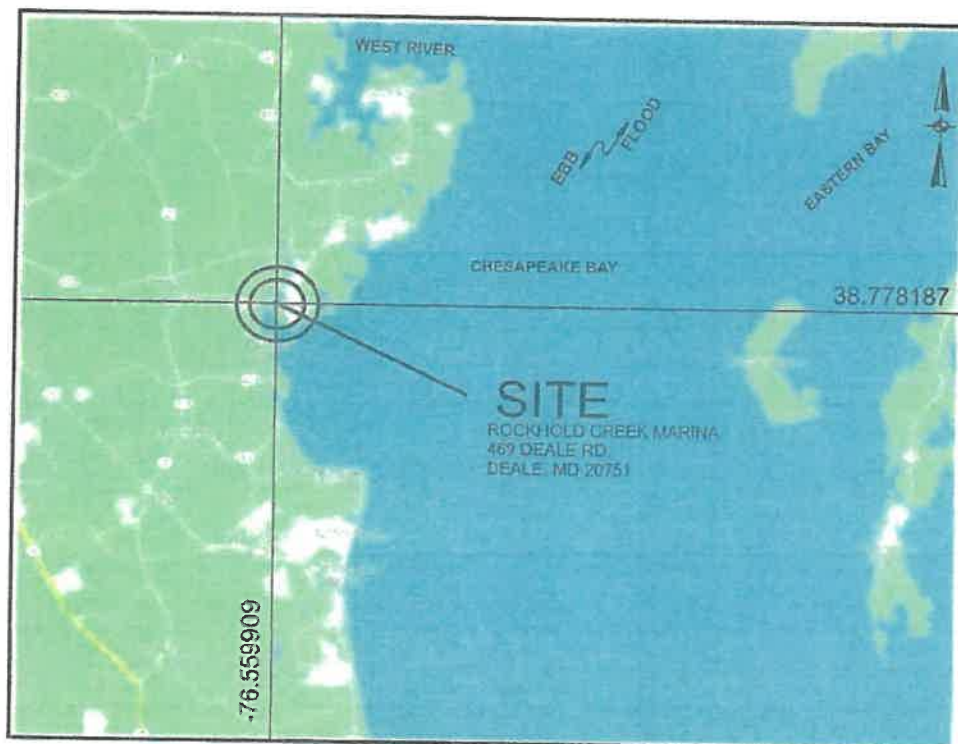 WEST RIVER
EBB
FLOOD
EASTERN BAY
CHESAPEAKE BAY
38.778187
SITE
ROCKHOLD CREEK MARINA
469 DEALE RD.
DEALE, MD 20751
-76.559909